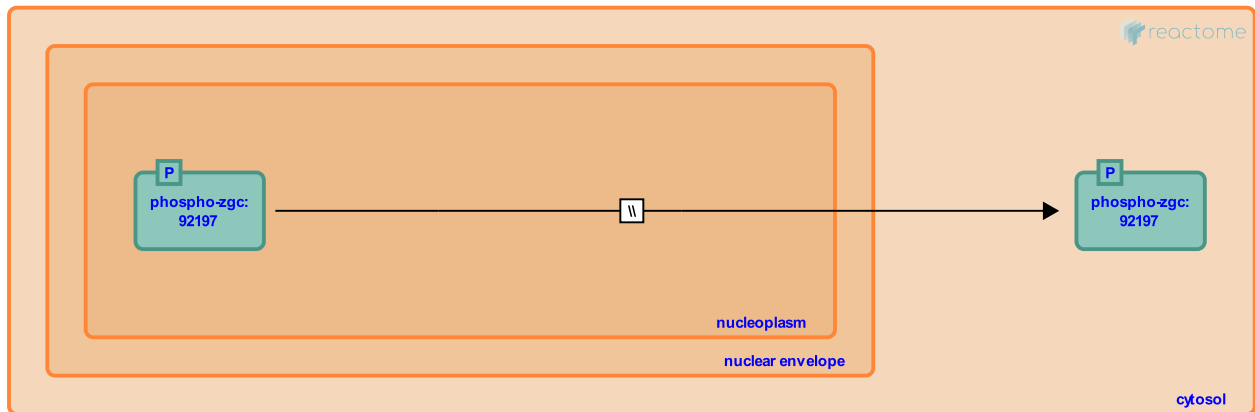 reactome
P
phospho-zgc:
92197
\\
P
phospho-zgc:
92197
nucleoplasm
nuclear envelope
cytosol